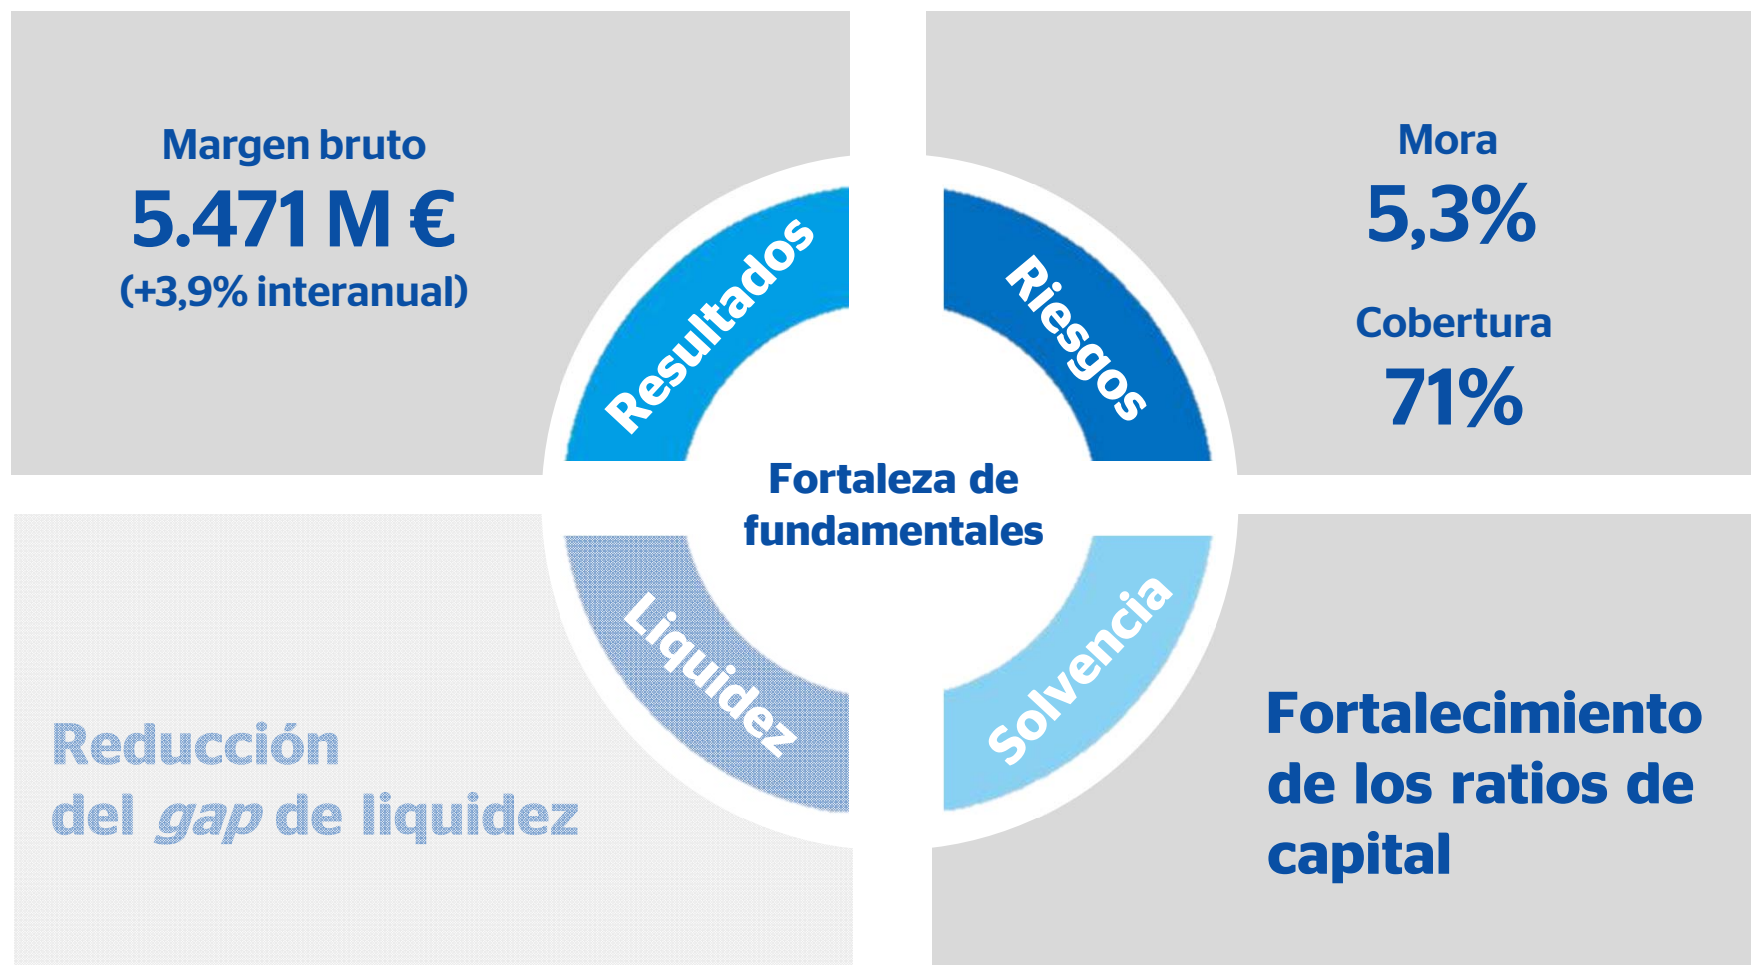 Margen bruto
5.471 M €
(+3,9% interanual)
Resultados
Mora
5,3%
Cobertura
71%
Riesgos
Fortaleza de
fundamentales
Liquidez
Reducción
del gap de liquidez
Solvencia
Fortalecimiento
de los ratios de
capital